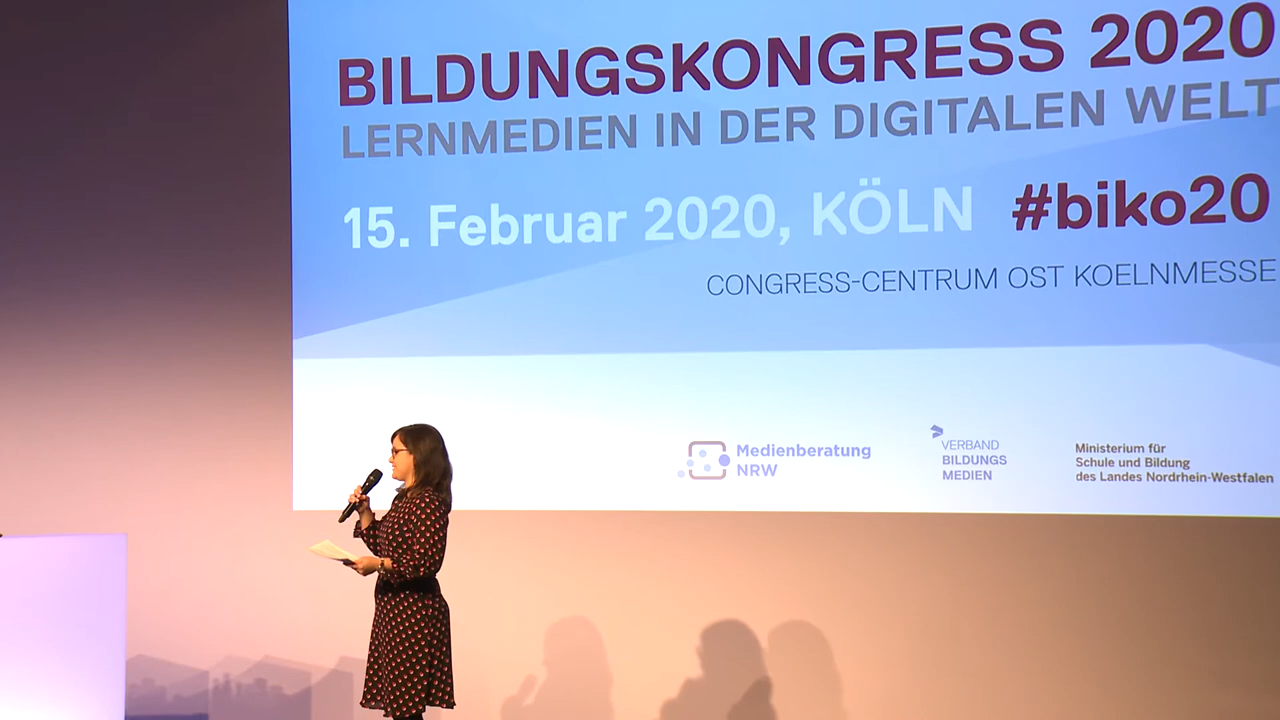 BILDUNGSKONGRESS 2020
LERNMEDIEN IN DER DIGITALEN WELT
15. Februar 2020, KÖLN #biko20
CONGRESS-CENTRUM OST KOELNMESSE
Medienberatung
NRW
VERBAND
BILDUNGS
MEDIEN
Ministerium für
Schule und Bildung
des Landes Nordrhein-Westfalen